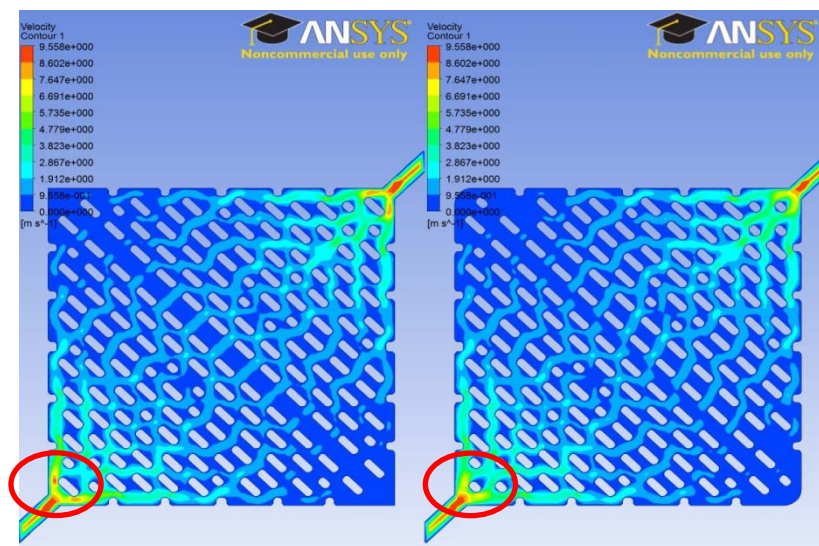 Velocity
Contour 1
9.558e+000
8.602e+000
7.647e+000
6.691e+000
5.735e+000
4.779e+000
3.823e+000
2.867e+000
1.912e+000
9.558e-001
0.000e+000
[m s^-1]
ANSYS
Noncommercial use only
Velocity
Contour 1
9.558e+000
8.602e+000
7.647e+000
6.691e+000
5.735e+000
4.779e+000
3.823e+000
2.867e+000
1.912e+000
9.558e-001
0.000e+000
[m s^-1]
ANSYS
Noncommercial use only